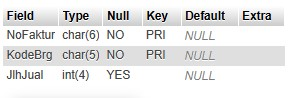 Field Type Null Key Default Extra
NoFaktur char(6) NO PRI NULL
KodeBrg char(5) NO PRI NULL
JlhJual int(4) YES NULL